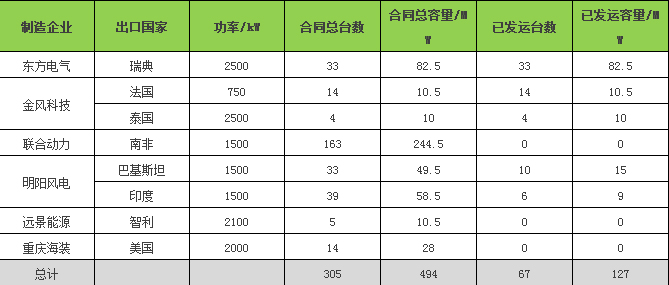 制造企业 出口国家 功率/kW 合同总台数 合同总容量/M
W 已发运台数 已发运容量/M
W
东方电气 瑞典 2500 33 82.5 33 82.5
金风科技 法国 750 14 10.5 14 10.5
泰国 2500 4 10 4 10
联合动力 南非 1500 163 244.5 0 0
明阳风电 巴基斯坦 1500 33 49.5 10 15
印度 1500 39 58.5 6 9
远景能源 智利 2100 5 10.5 0 0
重庆海装 美国 2000 14 28 0 0
总计 305 494 67 127